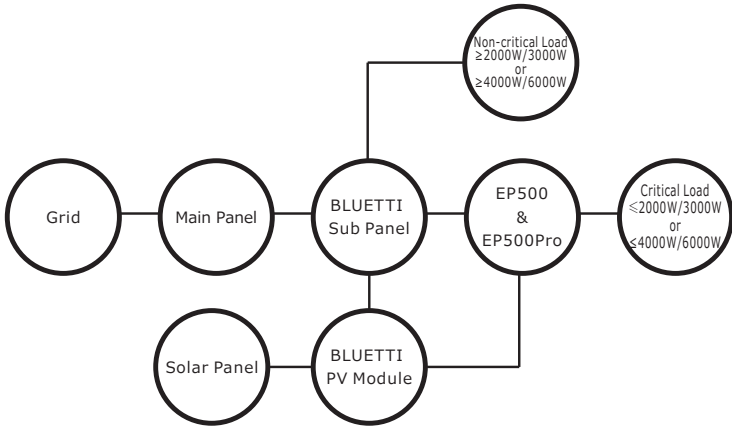 Non-critical Load
≥2000W/3000W
or
≥4000W/6000W
Grid
Main Panel
BLUETTI
Sub Panel
EP500
&
EP500Pro
Critical Load
≤2000W/3000W
or
≤4000W/6000W
Solar Panel
BLUETTI
PV Module